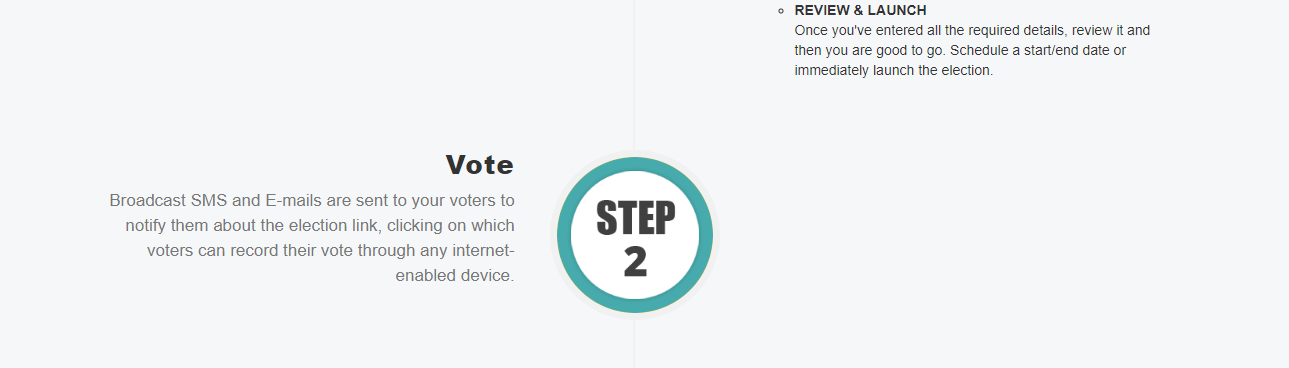 REVIEW & LAUNCH
Once you've entered all the required details, review it and
then you are good to go. Schedule a start/end date or
immediately launch the election.
Vote
Broadcast SMS and E-mails are sent to your voters to
notify them about the election link, clicking on which
voters can record their vote through any internet-
enabled device.
STEP
2